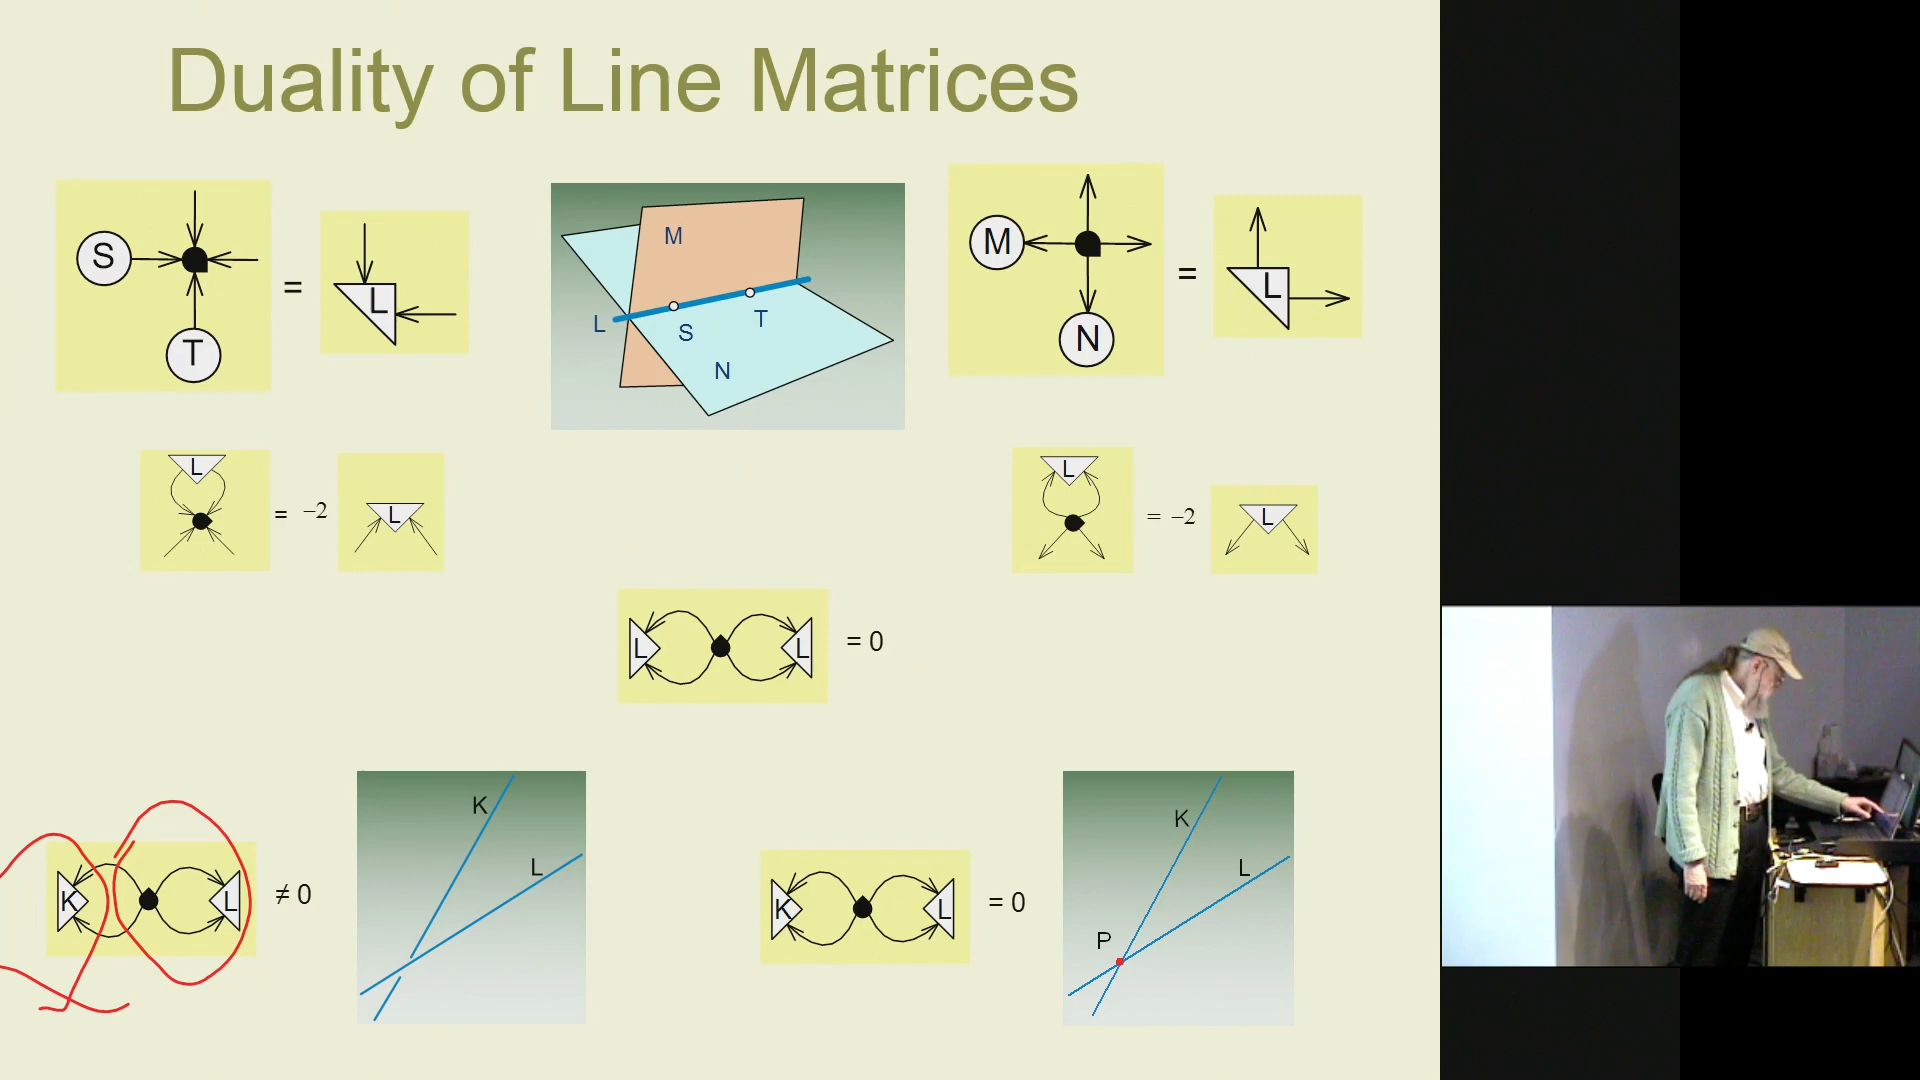 Duality of Line Matrices
S
T
=
L
M
L
S
T
N
M
N
=
L
L
= –2
L
L
= –2
L
L
L
= 0
K
L
≠ 0
K
L
K
L
= 0
K
L
P